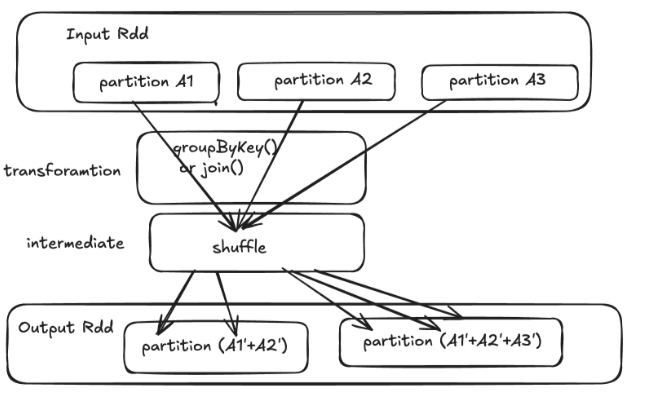 Input Rdd
partition A1
partition A2
partition A3
groupByKey()
or join()
transforamtion
intermediate
shuffle
Output Rdd
partition (A1'+A2')
partition (A1'+A2'+A3')